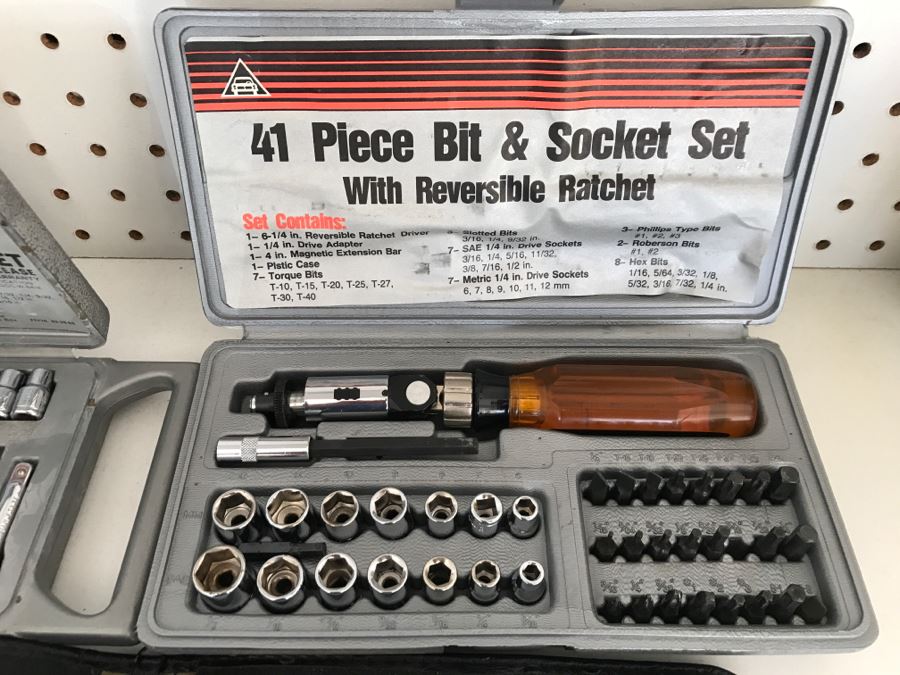 41 Piece Bit & Socket Set
With Reversible Ratchet
Set Contains:
1– 6-1/4 in. Reversible Ratchet Driver
1– 1/4 in. Drive Adapter
1– 4 in. Magnetic Extension Bar
1– Plstic Case
7– Torque Bits
T-10, T-15, T-20, T-25, T-27,
T-30, T-40
3– Slotted Bits
3/16, 1/4, 9/32 in.
7– SAE 1/4 in. Drive Sockets
3/16, 1/4, 5/16, 11/32,
3/8, 7/16, 1/2 in.
7– Metric 1/4 in. Drive Sockets
6, 7, 8, 9, 10, 11, 12 mm
3– Phillips Type Bits
#1, #2, #3
2– Roberson Bits
#1, #2
8– Hex Bits
1/16, 5/64, 3/32, 1/8,
5/32, 3/16, 7/32, 1/4 in.
ET
LEASE